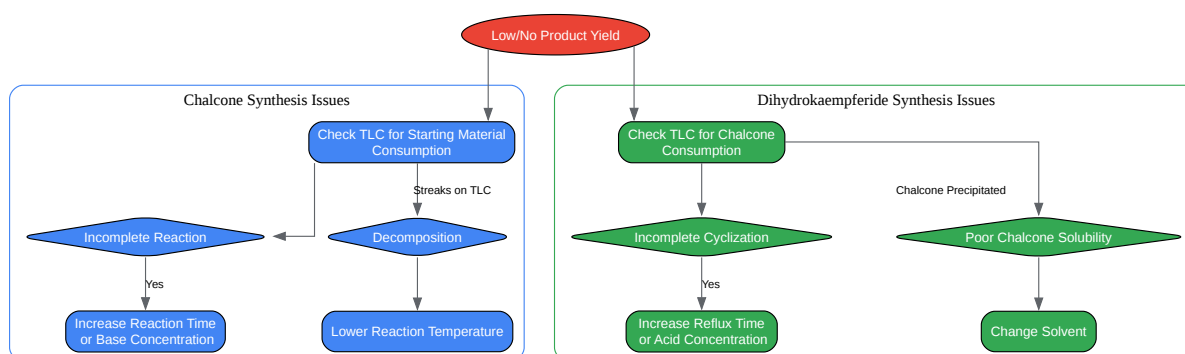 Low/No Product Yield
Chalcone Synthesis Issues
Dihydrokaempferide Synthesis Issues
Check TLC for Starting Material
Consumption
Check TLC for Chalcone
Consumption
Streaks on TLC
Chalcone Precipitated
Incomplete Reaction
Decomposition
Incomplete Cyclization
Poor Chalcone Solubility
Yes
Yes
Increase Reaction Time
or Base Concentration
Lower Reaction Temperature
Increase Reflux Time
or Acid Concentration
Change Solvent